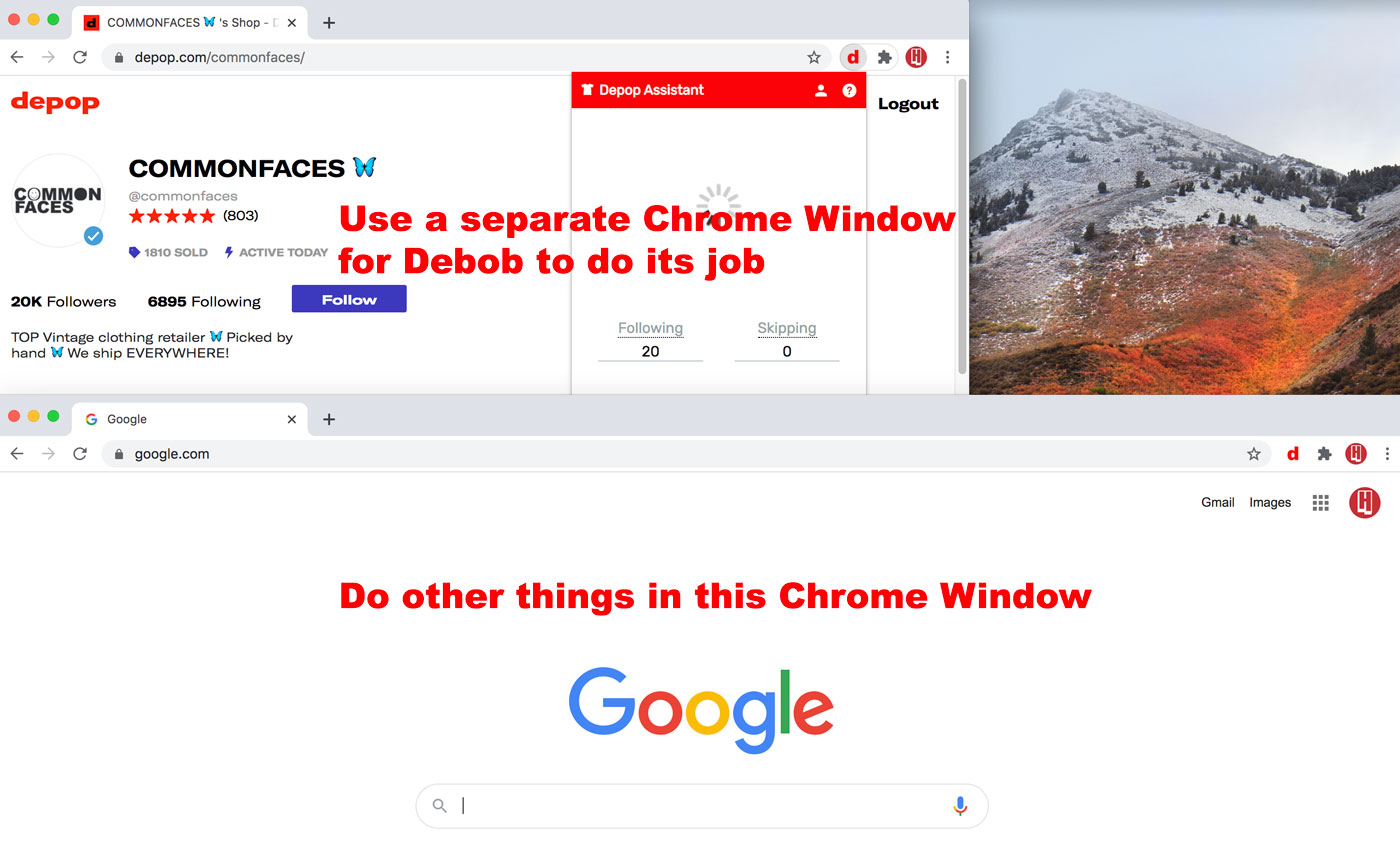 COMMONFACES 🦋 's Shop - D
depop.com/commonfaces/
Depop Assistant
depop
Logout
COMMONFACES 🦋
@commonfaces
COMMON FACES
(803)
1810 SOLD
ACTIVE TODAY
Use a separate Chrome Window
for Debob to do its job
20K Followers
6895 Following
Follow
TOP Vintage clothing retailer 🦋 Picked by
hand 🦋 We ship EVERYWHERE!
Following
Skipping
20
0
Google
google.com
Gmail
Images
Do other things in this Chrome Window
Google